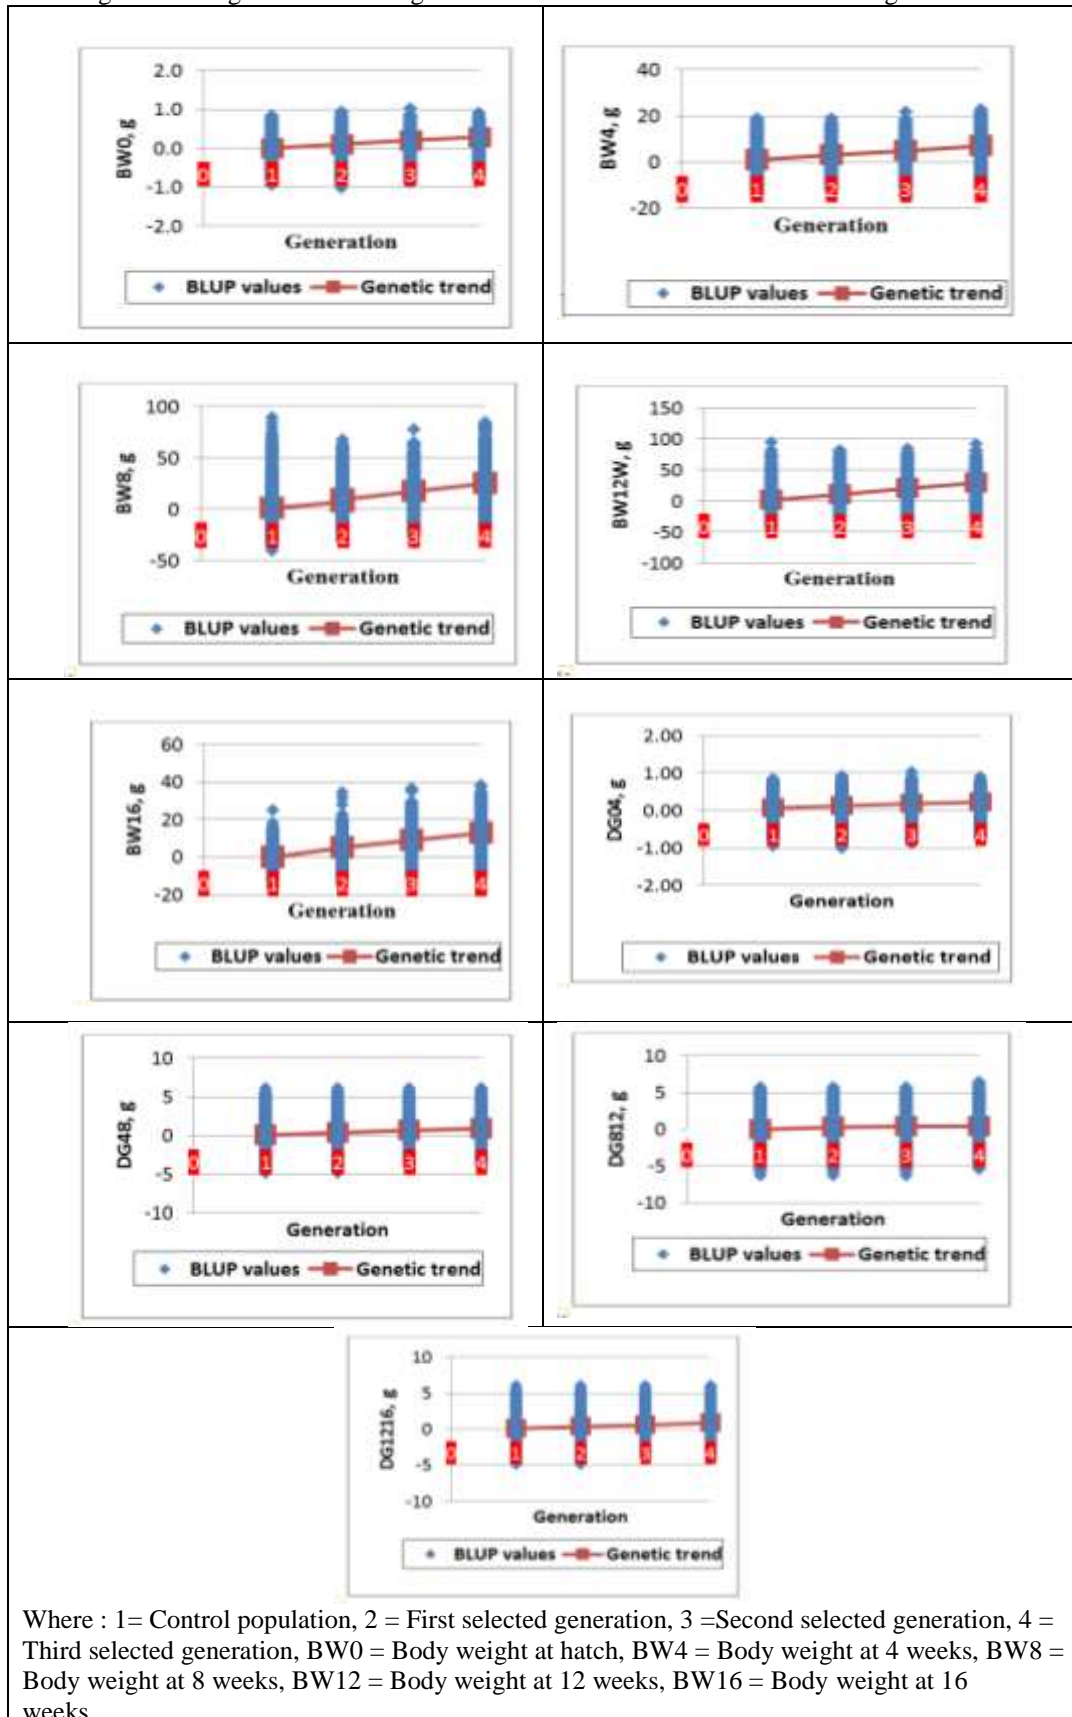 2.0
1.0
0.0
-1.0
-2.0
BW0, g
0 1 2 3 4
Generation
BLUP values Genetic trend
40
20
0
-20
BW4, g
0 1 2 3 4
Generation
BLUP values Genetic trend
100
50
0
-50
BW8, g
0 1 2 3 4
Generation
BLUP values Genetic trend
150
100
50
0
-50
-100
BW12W, g
0 1 2 3 4
Generation
BLUP values Genetic trend
60
40
20
0
-20
BW16, g
0 1 2 3 4
Generation
BLUP values Genetic trend
2.00
1.00
0.00
-1.00
-2.00
DG04, g
0 1 2 3 4
Generation
BLUP values Genetic trend
10
5
0
-5
-10
DG48, g
0 1 2 3 4
Generation
BLUP values Genetic trend
10
5
0
-5
-10
DG812, g
0 1 2 3 4
Generation
BLUP values Genetic trend
10
5
0
-5
-10
DG1216, g
0 1 2 3 4
Generation
BLUP values Genetic trend
Where : 1= Control population, 2 = First selected generation, 3 =Second selected generation, 4 =
Third selected generation, BW0 = Body weight at hatch, BW4 = Body weight at 4 weeks, BW8 =
Body weight at 8 weeks, BW12 = Body weight at 12 weeks, BW16 = Body weight at 16
weeks